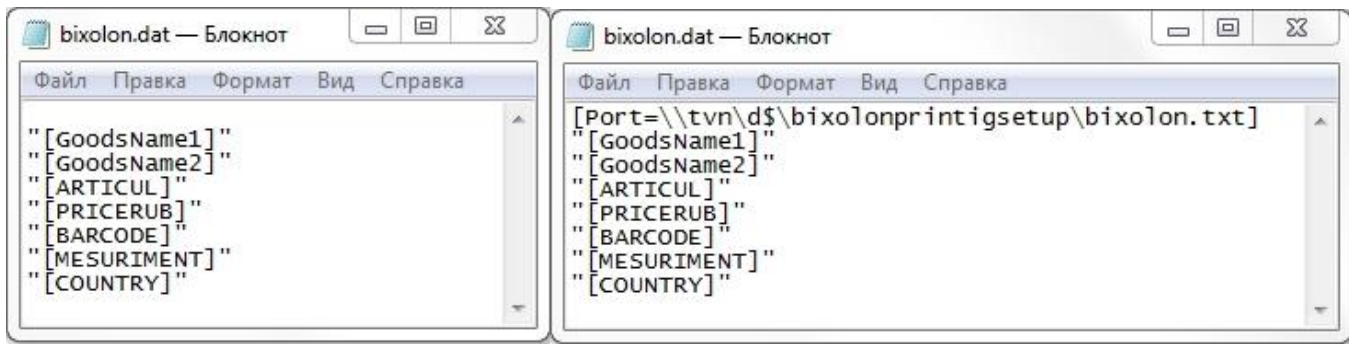 bixolon.dat — Блокнот
Файл Правка Формат Вид Справка
"[GoodsName1]"
"[GoodsName2]"
"[ARTICUL]"
"[PRICERUB]"
"[BARCODE]"
"[MESURIMENT]"
"[COUNTRY]"
bixolon.dat — Блокнот
Файл Правка Формат Вид Справка
[Port=\\tvn\d$\bixolonprintigsetup\bixolon.txt]
"[GoodsName1]"
"[GoodsName2]"
"[ARTICUL]"
"[PRICERUB]"
"[BARCODE]"
"[MESURIMENT]"
"[COUNTRY]"